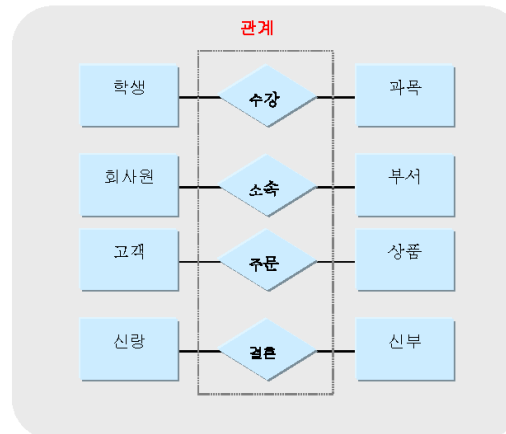 관계
학생 수강 과목
회사원 소속 부서
고객 주문 상품
신랑 결혼 신부